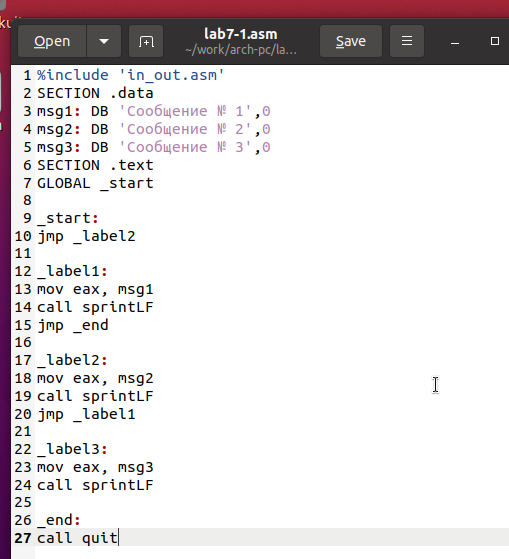 Open
lab7-1.asm
~/work/arch-pc/la...
Save
1 %include 'in_out.asm'
2 SECTION .data
3 msg1: DB 'Сообщение № 1',0
4 msg2: DB 'Сообщение № 2',0
5 msg3: DB 'Сообщение № 3',0
6 SECTION .text
7 GLOBAL _start
8
9 _start:
10 jmp _label2
11
12 _label1:
13 mov eax, msg1
14 call sprintLF
15 jmp _end
16
17 _label2:
18 mov eax, msg2
19 call sprintLF
20 jmp _label1
21
22 _label3:
23 mov eax, msg3
24 call sprintLF
25
26 _end:
27 call quit